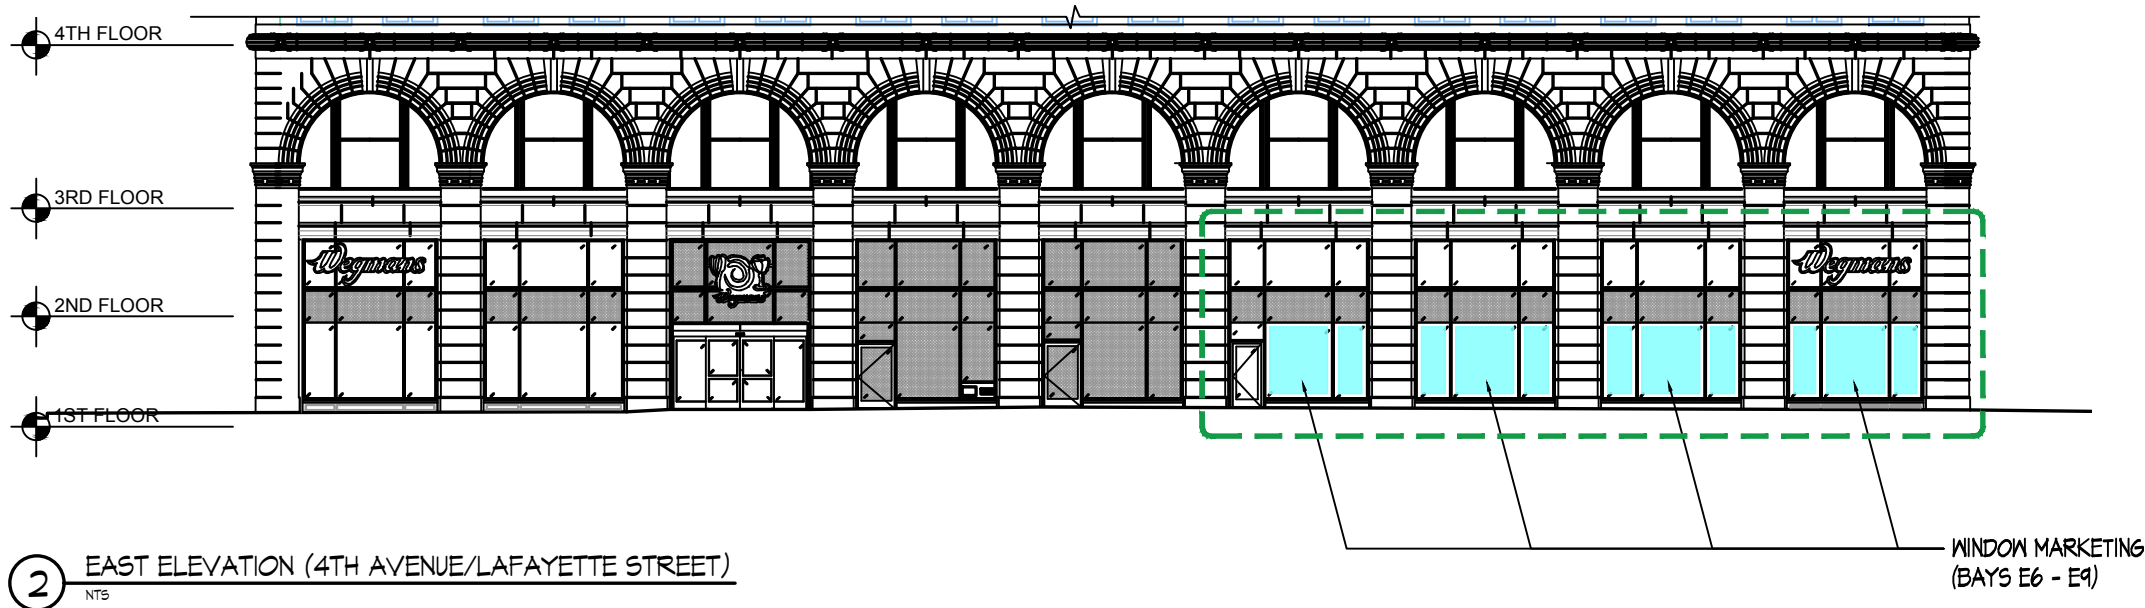 4TH FLOOR
3RD FLOOR
Wegmans
Wegmans
Wegmans
2ND FLOOR
1ST FLOOR
WINDOW MARKETING
(BAYS E6 - E9)
2 EAST ELEVATION (4TH AVENUE/LAFAYETTE STREET)
NTS